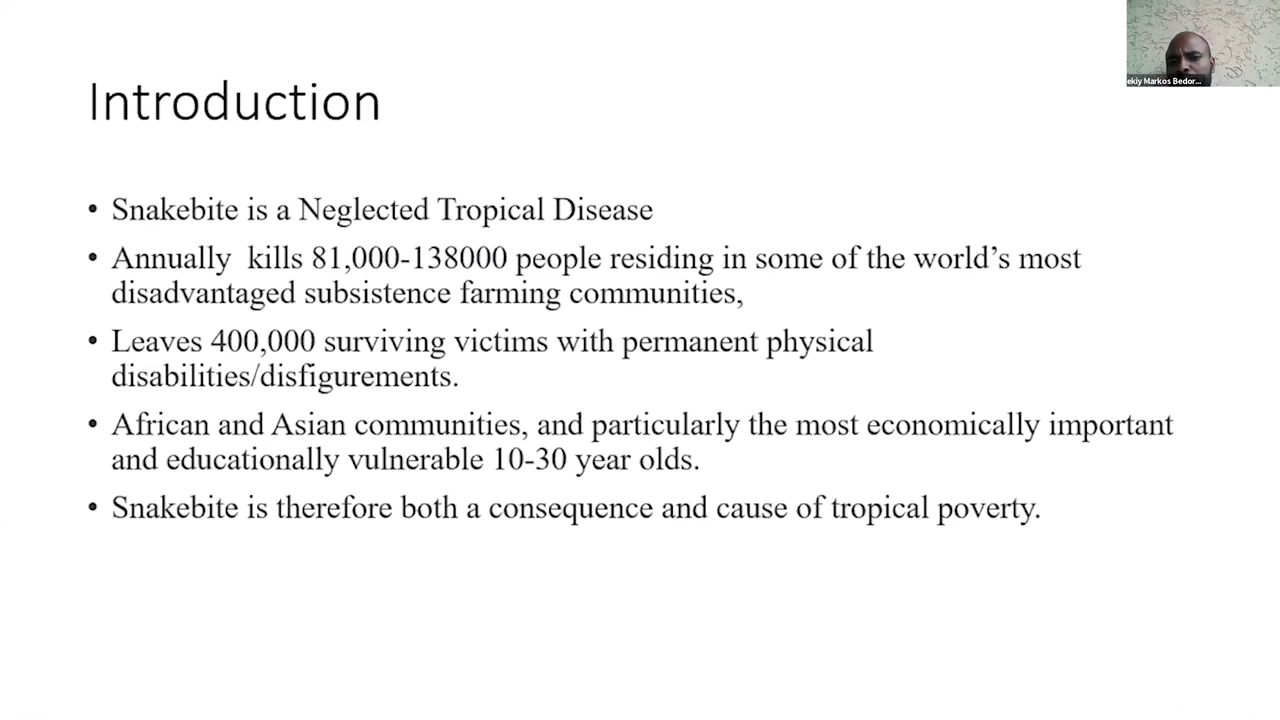 Introduction
ekiy Markos Bedor...
• Snakebite is a Neglected Tropical Disease
• Annually  kills 81,000-138000 people residing in some of the world’s most
disadvantaged subsistence farming communities,
• Leaves 400,000 surviving victims with permanent physical
disabilities/disfigurements.
• African and Asian communities, and particularly the most economically important
and educationally vulnerable 10-30 year olds.
• Snakebite is therefore both a consequence and cause of tropical poverty.